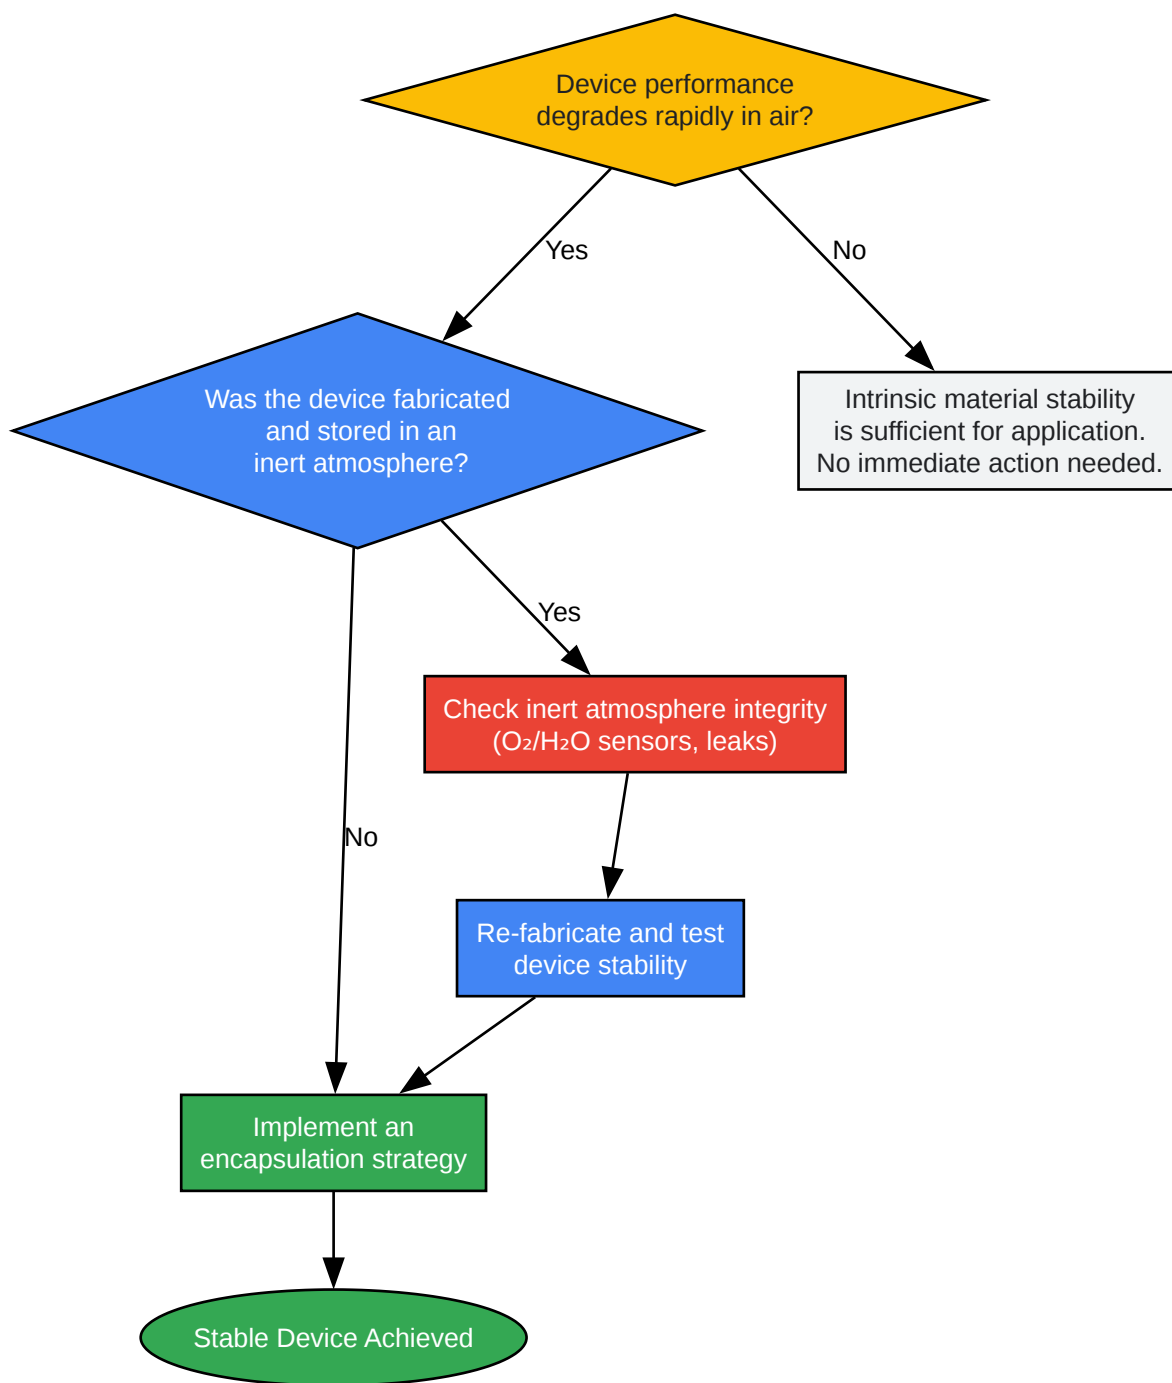 Device performance
degrades rapidly in air?
Yes
No
Was the device fabricated
and stored in an
inert atmosphere?
Intrinsic material stability
is sufficient for application.
No immediate action needed.
Yes
Check inert atmosphere integrity
(O₂/H₂O sensors, leaks)
No
Re-fabricate and test
device stability
Implement an
encapsulation strategy
Stable Device Achieved